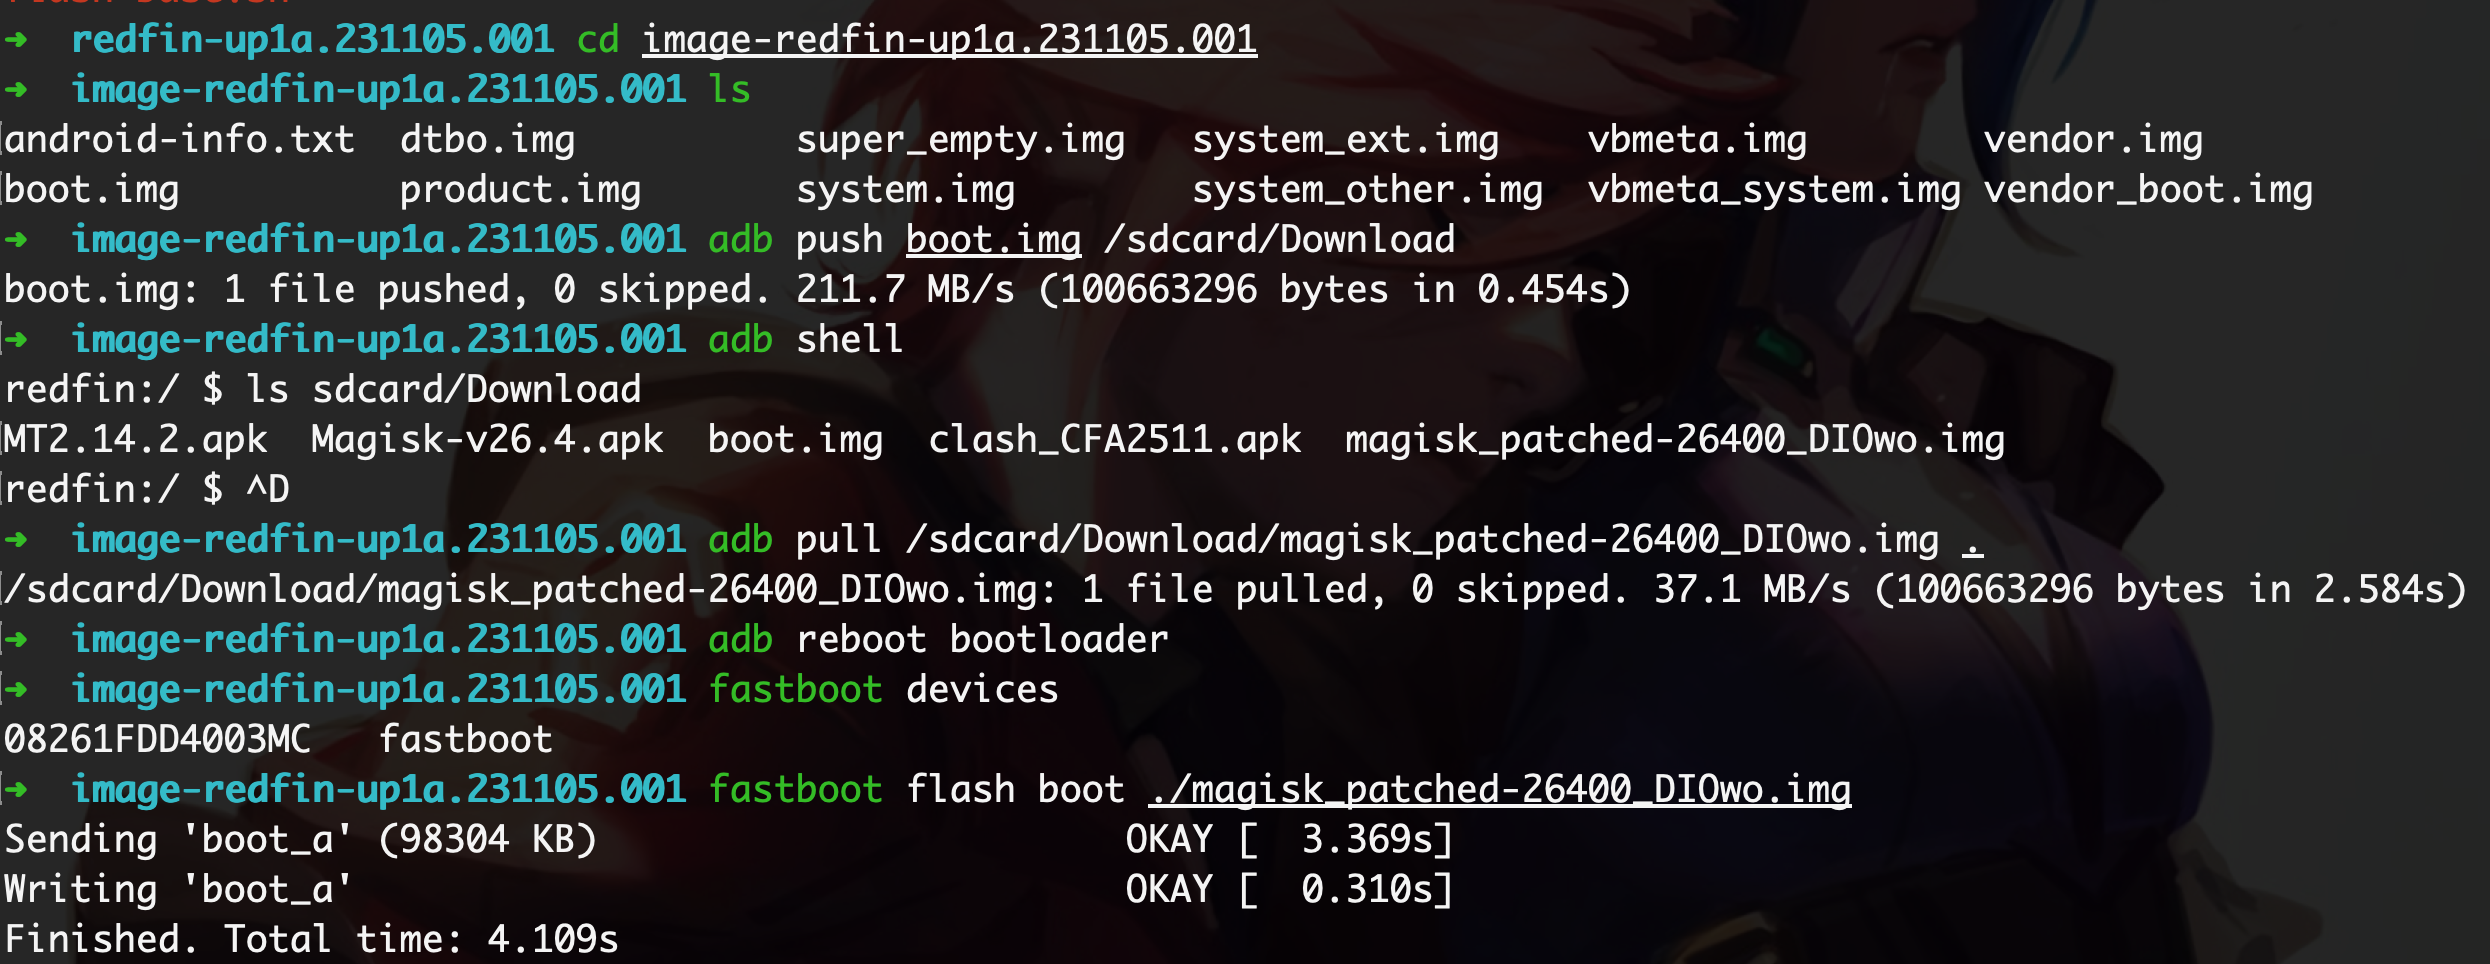 ➜  redfin-up1a.231105.001 cd image-redfin-up1a.231105.001
➜  image-redfin-up1a.231105.001 ls
android-info.txt  dtbo.img          super_empty.img   system_ext.img    vbmeta.img        vendor.img
boot.img          product.img       system.img        system_other.img  vbmeta_system.img vendor_boot.img
➜  image-redfin-up1a.231105.001 adb push boot.img /sdcard/Download
boot.img: 1 file pushed, 0 skipped. 211.7 MB/s (100663296 bytes in 0.454s)
➜  image-redfin-up1a.231105.001 adb shell
redfin:/ $ ls sdcard/Download
MT2.14.2.apk  Magisk-v26.4.apk  boot.img  clash_CFA2511.apk  magisk_patched-26400_DIOwo.img
redfin:/ $ ^D
➜  image-redfin-up1a.231105.001 adb pull /sdcard/Download/magisk_patched-26400_DIOwo.img .
/sdcard/Download/magisk_patched-26400_DIOwo.img: 1 file pulled, 0 skipped. 37.1 MB/s (100663296 bytes in 2.584s)
➜  image-redfin-up1a.231105.001 adb reboot bootloader
➜  image-redfin-up1a.231105.001 fastboot devices
08261FDD4003MC   fastboot
➜  image-redfin-up1a.231105.001 fastboot flash boot ./magisk_patched-26400_DIOwo.img
Sending 'boot_a' (98304 KB)                        OKAY [  3.369s]
Writing 'boot_a'                                   OKAY [  0.310s]
Finished. Total time: 4.109s